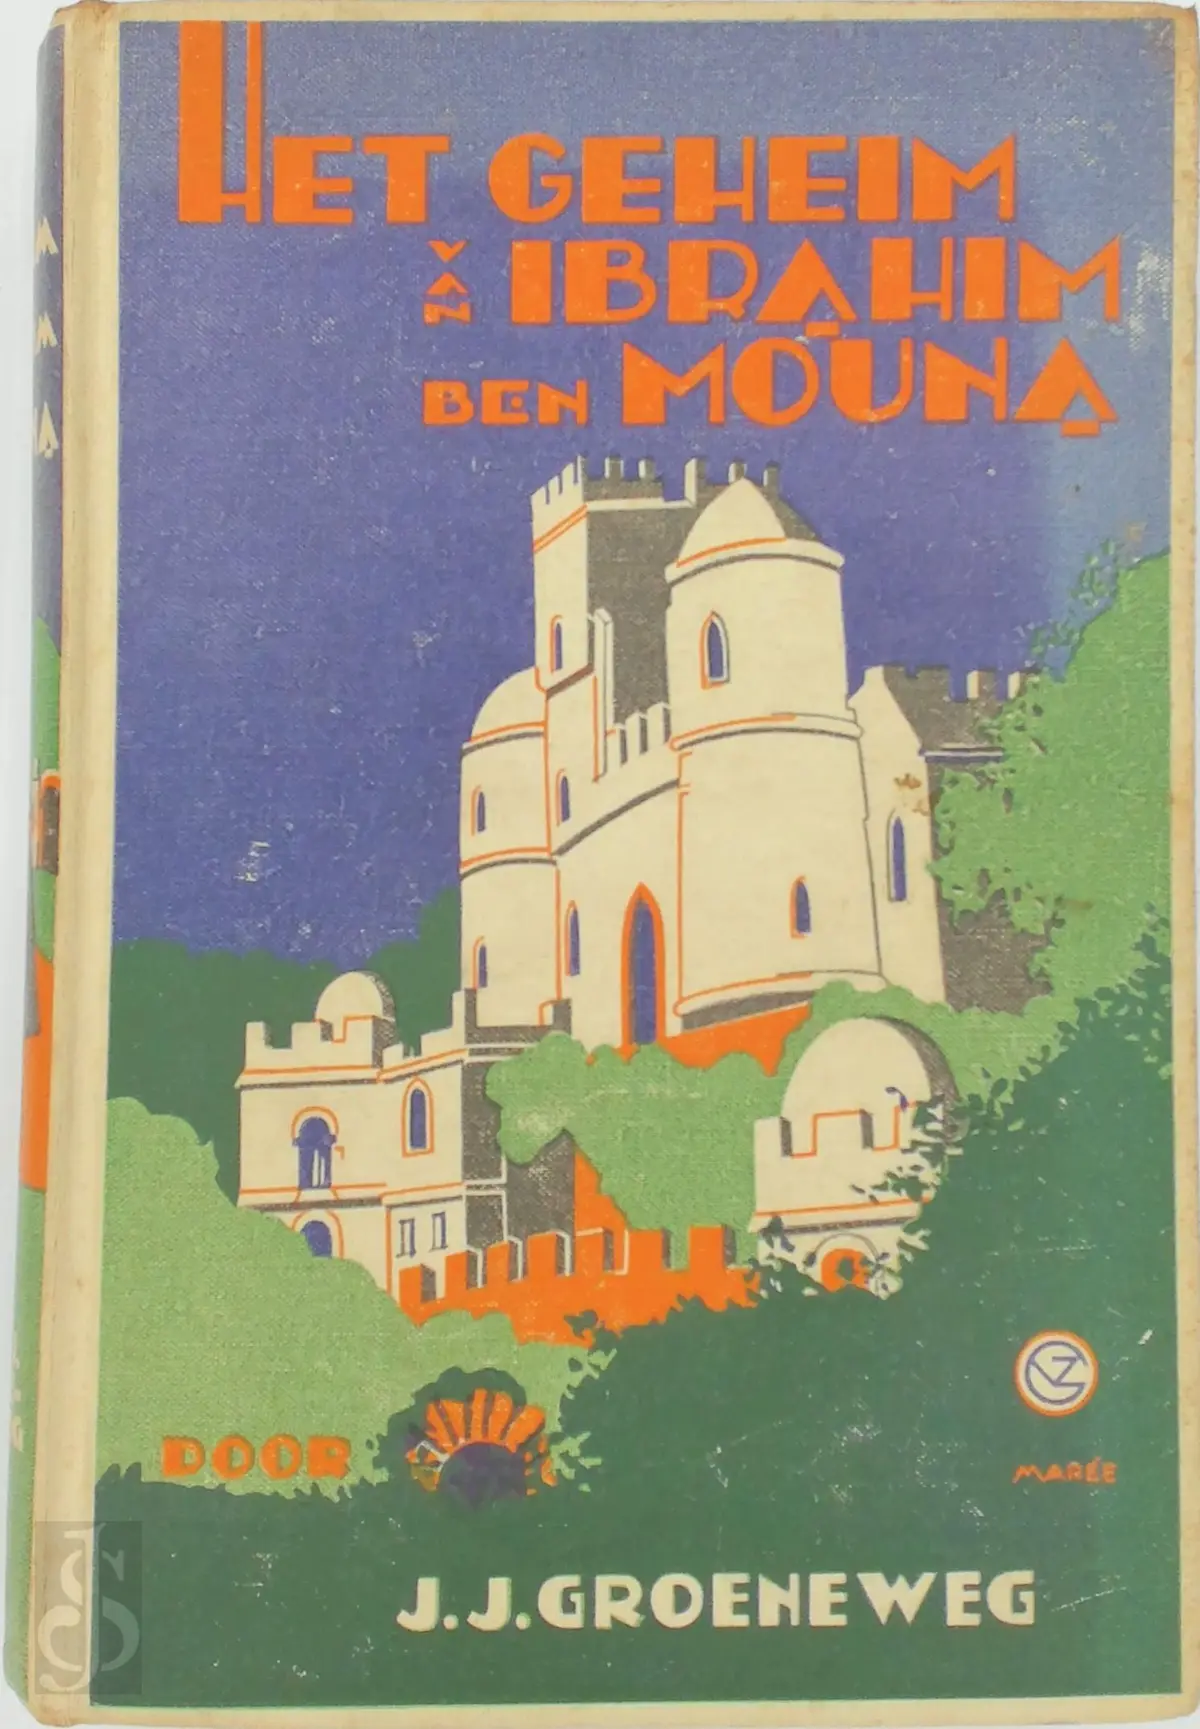 HET GEHEIM
VAN IBRAHIM
BEN MOUNA
DOOR
MARÉE
J.J. GROENEWEG